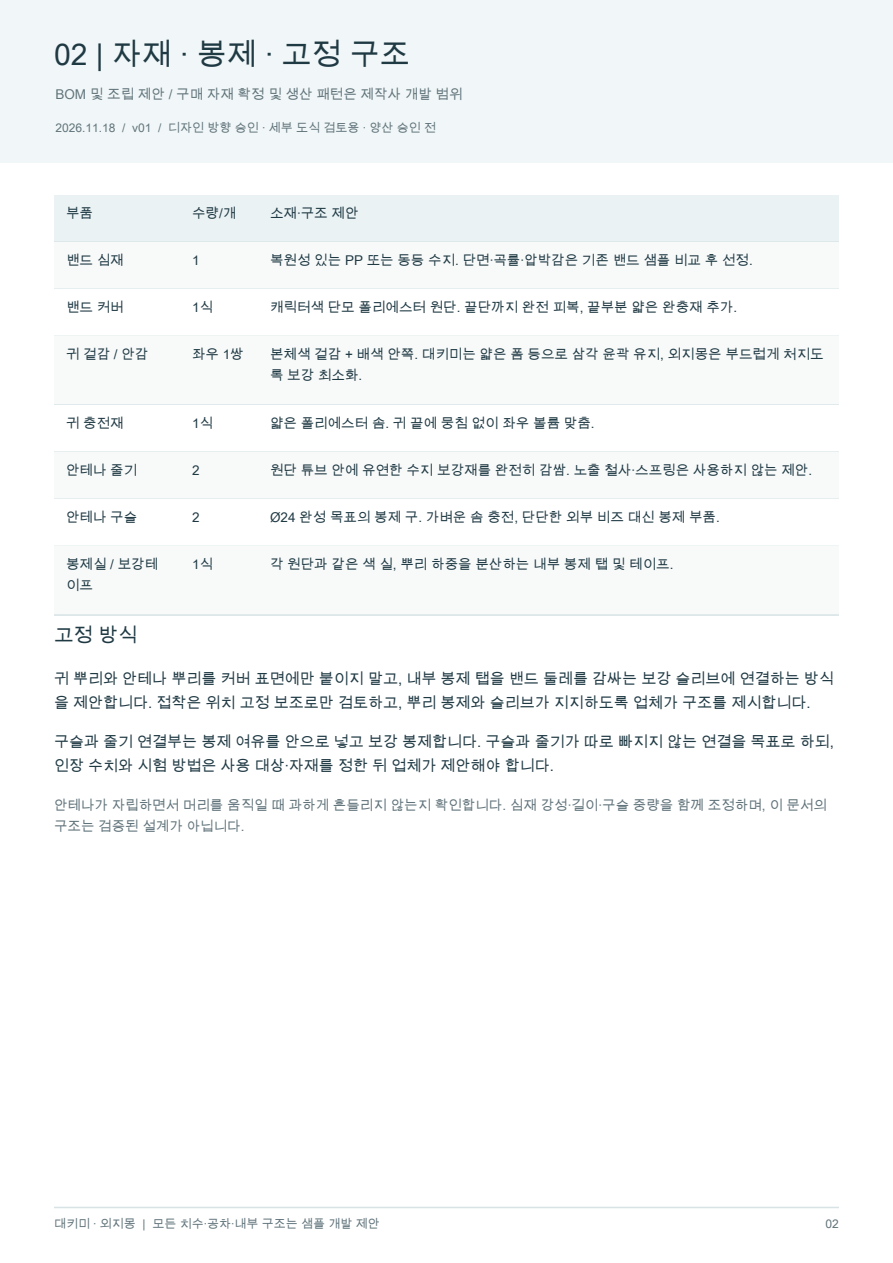 02 | 자재 · 봉제 · 고정 구조
BOM 및 조립 제안 / 구매 자재 확정 및 생산 패턴은 제작사 개발 범위
2026.11.18 / v01 / 디자인 방향 승인 · 세부 도식 검토용 · 양산 승인 전
부품 수량/개 소재·구조 제안
밴드 심재 1 복원성 있는 PP 또는 동등 수지. 단면·곡률·압박감은 기존 밴드 샘플 비교 후 선정.
밴드 커버 1식 캐릭터색 단모 폴리에스터 원단. 끝단까지 완전 피복, 끝부분 얇은 완충재 추가.
귀 겉감 / 안감 좌우 1쌍 본체색 겉감 + 배색 안쪽. 대키미는 얇은 폼 등으로 삼각 윤곽 유지, 외지몽은 부드럽게 처지도
록 보강 최소화.
귀 충전재 1식 얇은 폴리에스터 솜. 귀 끝에 뭉침 없이 좌우 볼륨 맞춤.
안테나 줄기 2 원단 튜브 안에 유연한 수지 보강재를 완전히 감쌈. 노출 철사·스프링은 사용하지 않는 제안.
안테나 구슬 2 Ø24 완성 목표의 봉제 구. 가벼운 솜 충전, 단단한 외부 비즈 대신 봉제 부품.
봉제실 / 보강테 1식 각 원단과 같은 색 실, 뿌리 하중을 분산하는 내부 봉제 탭 및 테이프.
이프
고정 방식
귀 뿌리와 안테나 뿌리를 커버 표면에만 붙이지 말고, 내부 봉제 탭을 밴드 둘레를 감싸는 보강 슬리브에 연결하는 방식
을 제안합니다. 접착은 위치 고정 보조로만 검토하고, 뿌리 봉제와 슬리브가 지지하도록 업체가 구조를 제시합니다.
구슬과 줄기 연결부는 봉제 여유를 안으로 넣고 보강 봉제합니다. 구슬과 줄기가 따로 빠지지 않는 연결을 목표로 하되,
인장 수치와 시험 방법은 사용 대상·자재를 정한 뒤 업체가 제안해야 합니다.
안테나가 자립하면서 머리를 움직일 때 과하게 흔들리지 않는지 확인합니다. 심재 강성·길이·구슬 중량을 함께 조정하며, 이 문서의
구조는 검증된 설계가 아닙니다.
대키미 · 외지몽 | 모든 치수·공차·내부 구조는 샘플 개발 제안 02